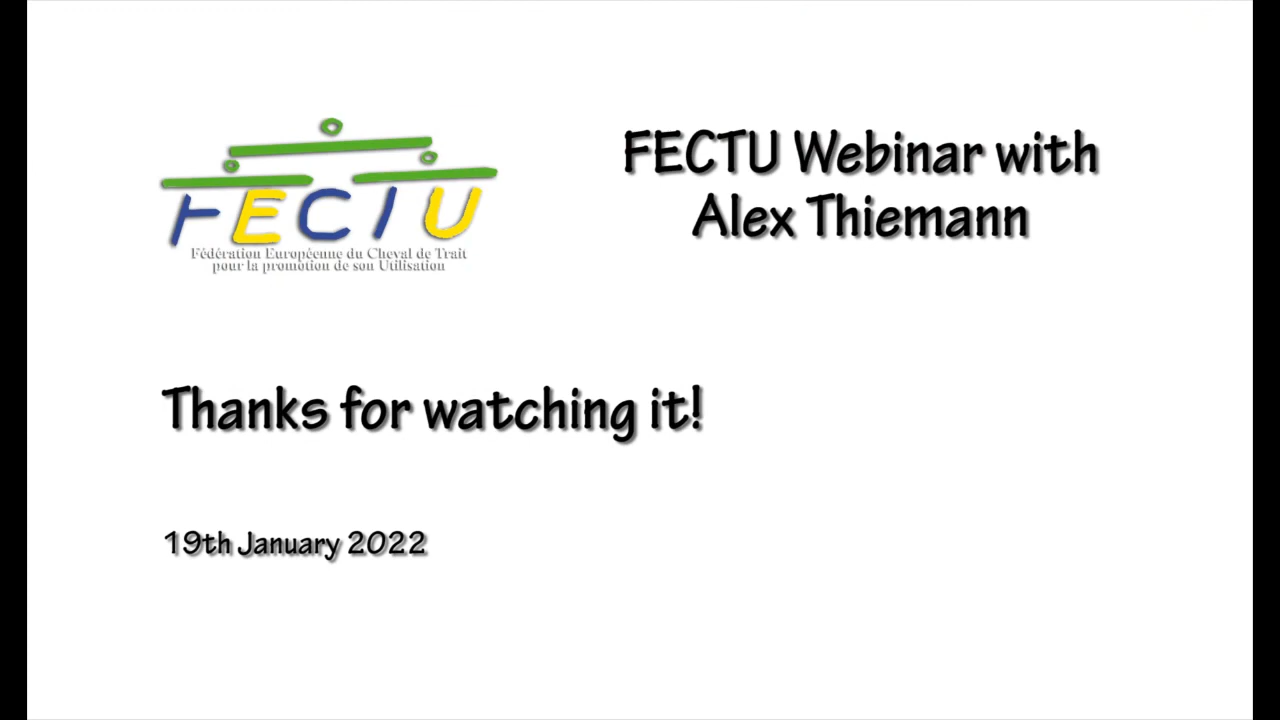 FECTU
Fédération Européenne du Cheval de Trait
pour la promotion de son Utilisation
FECTU Webinar with
Alex Thiemann
Thanks for watching it!
19th January 2022